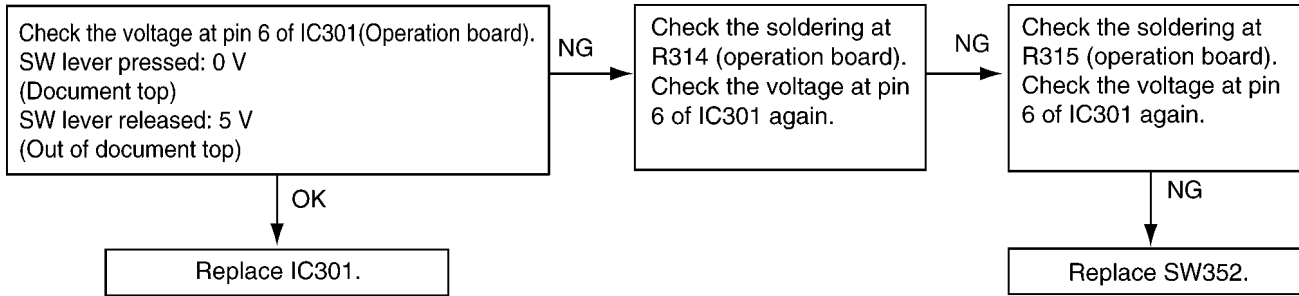 Check the voltage at pin 6 of IC301(Operation board).
SW lever pressed: 0 V
(Document top)
SW lever released: 5 V
(Out of document top)
NG
Check the soldering at
R314 (operation board).
Check the voltage at pin
6 of IC301 again.
NG
Check the soldering at
R315 (operation board).
Check the voltage at pin
6 of IC301 again.
OK
NG
Replace IC301.
Replace SW352.